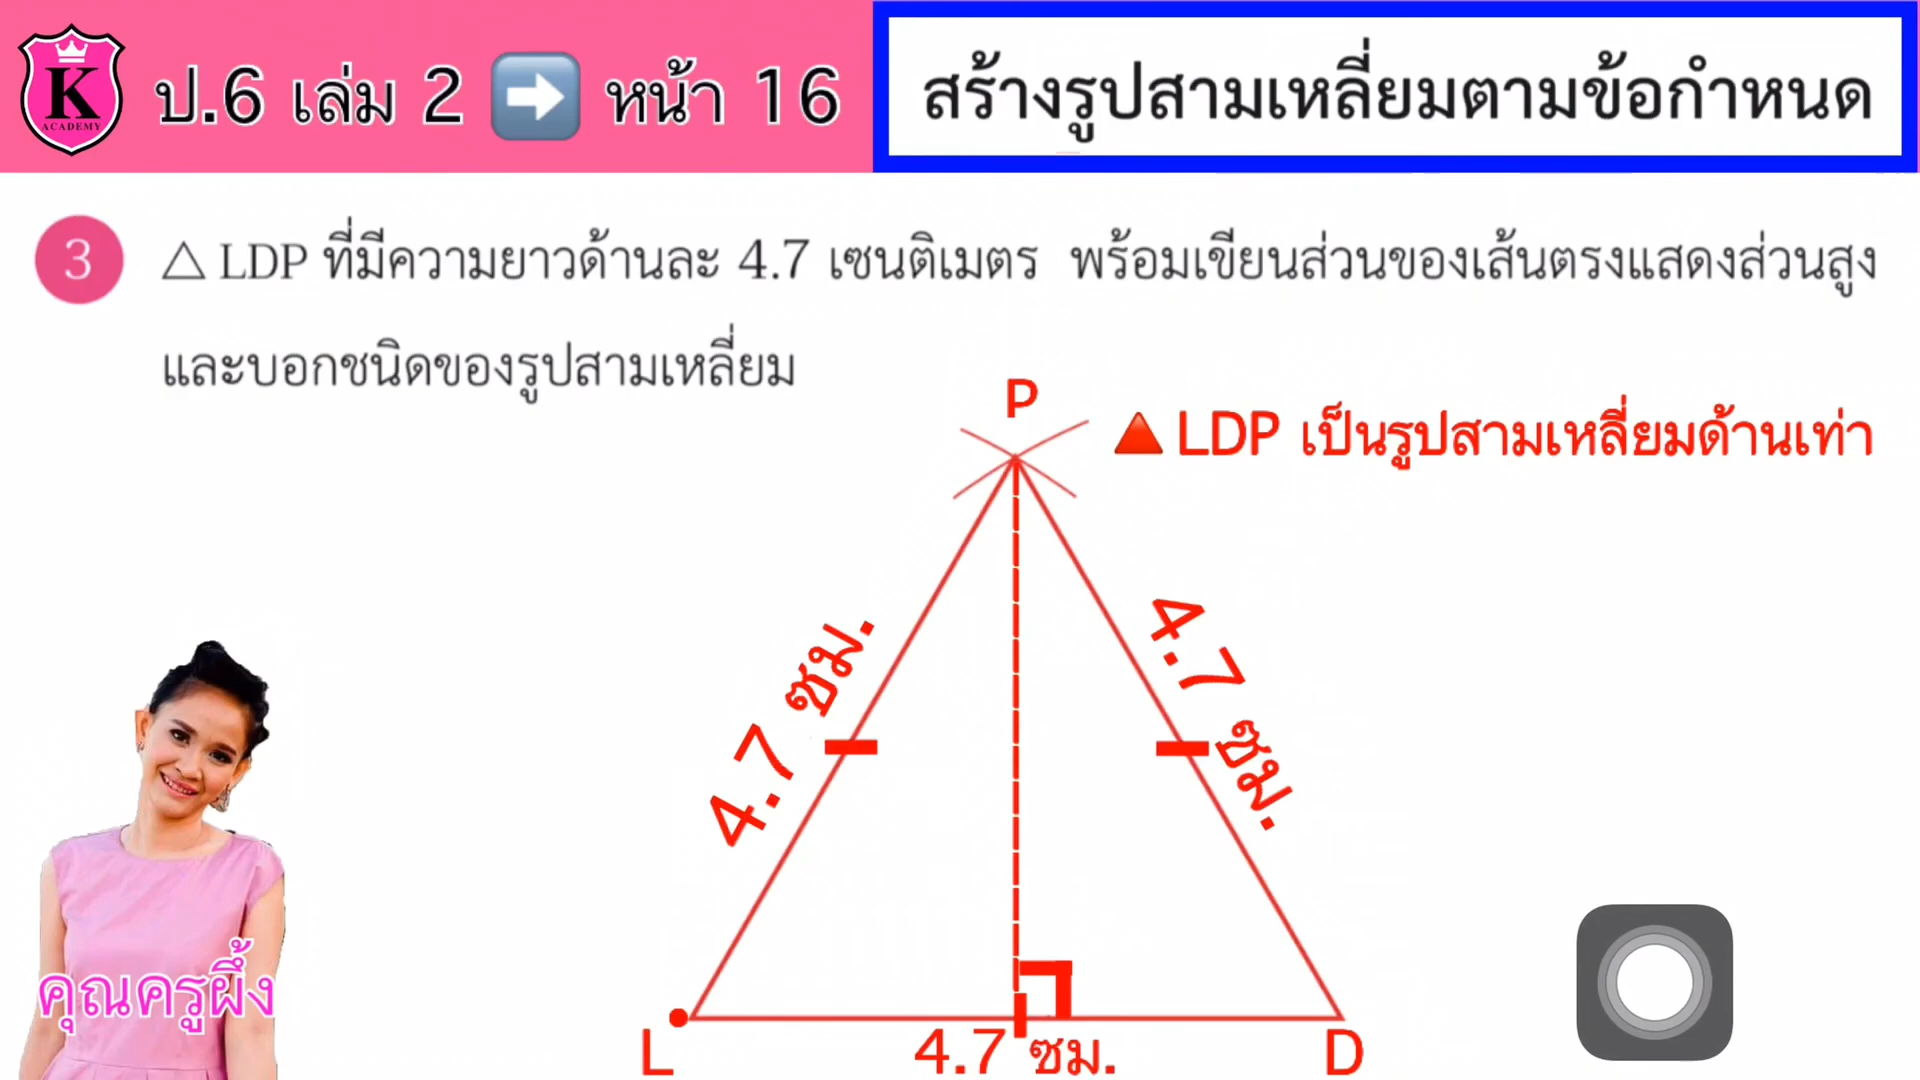 K
ACADEMY
ป.6 เล่ม 2 ➡ หน้า 16
สร้างรูปสามเหลี่ยมตามข้อกำหนด
3 △ LDP ที่มีความยาวด้านละ 4.7 เซนติเมตร พร้อมเขียนส่วนของเส้นตรงแสดงส่วนสูง
และบอกชนิดของรูปสามเหลี่ยม
P
🔺 LDP เป็นรูปสามเหลี่ยมด้านเท่า
4.7 ซม.
4.7 ซม.
คุณครูผึ้ง
L 4.7 ซม. D